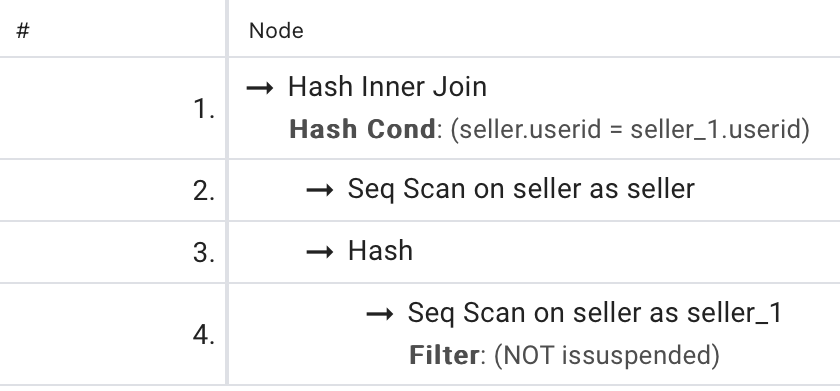 # Node
1. → Hash Inner Join
Hash Cond: (seller.userid = seller_1.userid)
2. → Seq Scan on seller as seller
3. → Hash
4. → Seq Scan on seller as seller_1
Filter: (NOT issuspended)